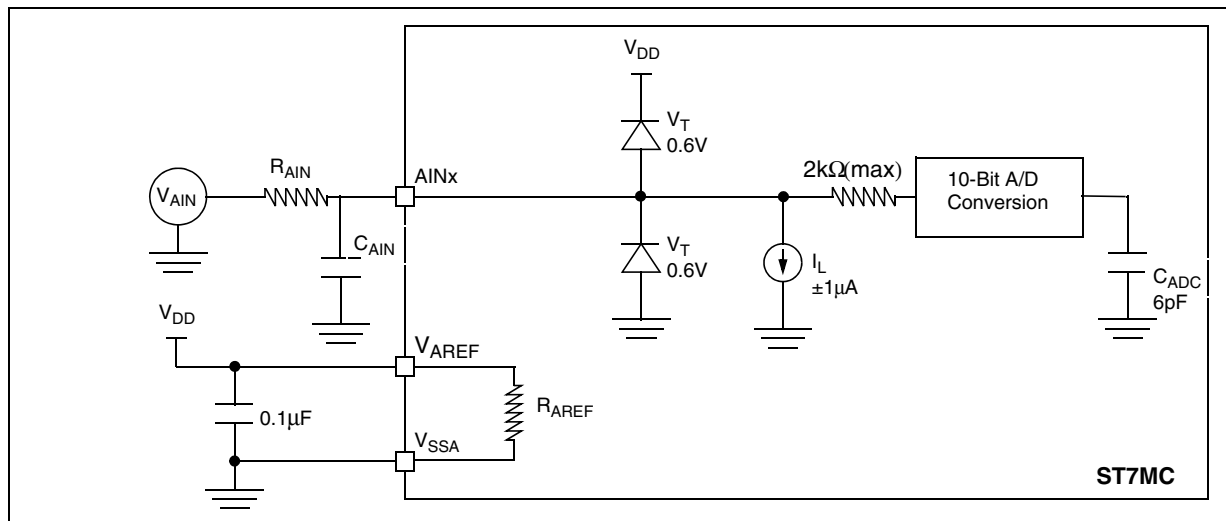 V_DD
V_T
0.6V
R_AIN
AINx
2kΩ(max)
10-Bit A/D
Conversion
V_AIN
C_AIN
V_T
0.6V
I_L
±1μA
C_ADC
6pF
V_DD
V_AREF
0.1μF
R_AREF
V_SSA
ST7MC